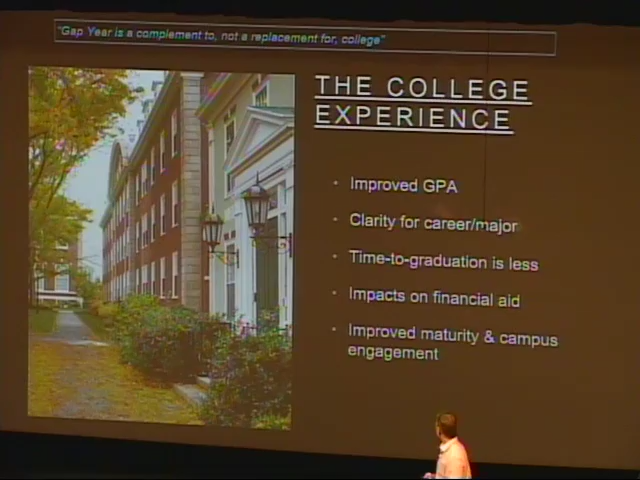 "Gap Year is a complement to, not a replacement for, college"
THE COLLEGE
EXPERIENCE
• Improved GPA
• Clarity for career/major
• Time-to-graduation is less
• Impacts on financial aid
• Improved maturity & campus
engagement